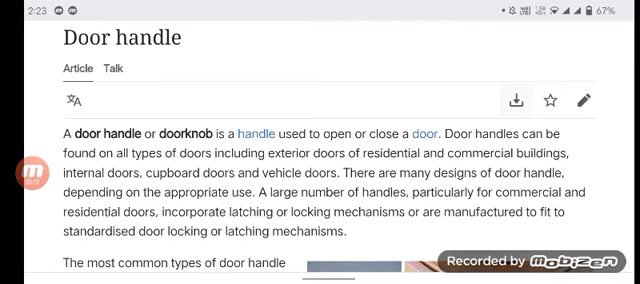 2:23 67%
Door handle
Article Talk
A door handle or doorknob is a handle used to open or close a door. Door handles can be
found on all types of doors including exterior doors of residential and commercial buildings,
internal doors, cupboard doors and vehicle doors. There are many designs of door handle,
depending on the appropriate use. A large number of handles, particularly for commercial and
residential doors, incorporate latching or locking mechanisms or are manufactured to fit to
standardised door locking or latching mechanisms.
The most common types of door handle
Recorded by Mobizen